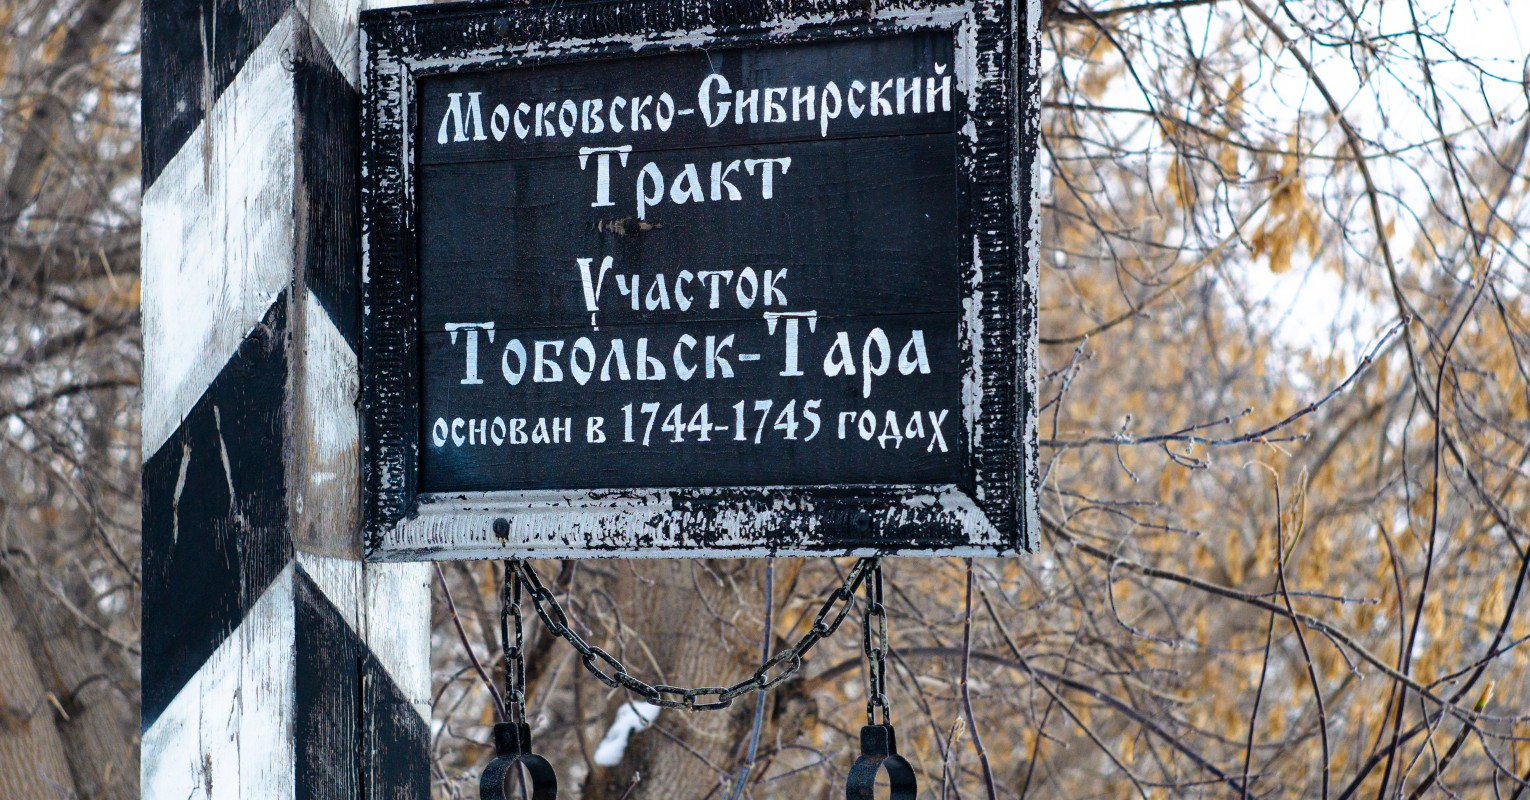 Московско-Сибирский
Тракт
Участок
Тобольск-Тара
основан в 1744-1745 годах